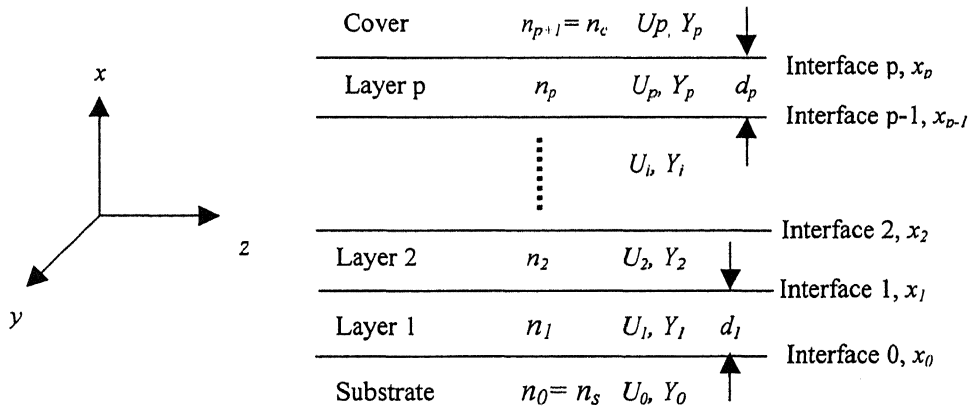 Cover n_{p+1} = n_c Up, Y_p
Interface p, x_p
Layer p n_p U_p, Y_p d_p
Interface p-1, x_{p-1}
U_i, Y_i
Interface 2, x_2
Layer 2 n_2 U_2, Y_2
Interface 1, x_1
Layer 1 n_1 U_1, Y_1 d_1
Interface 0, x_0
Substrate n_0 = n_s U_0, Y_0
x
z
y